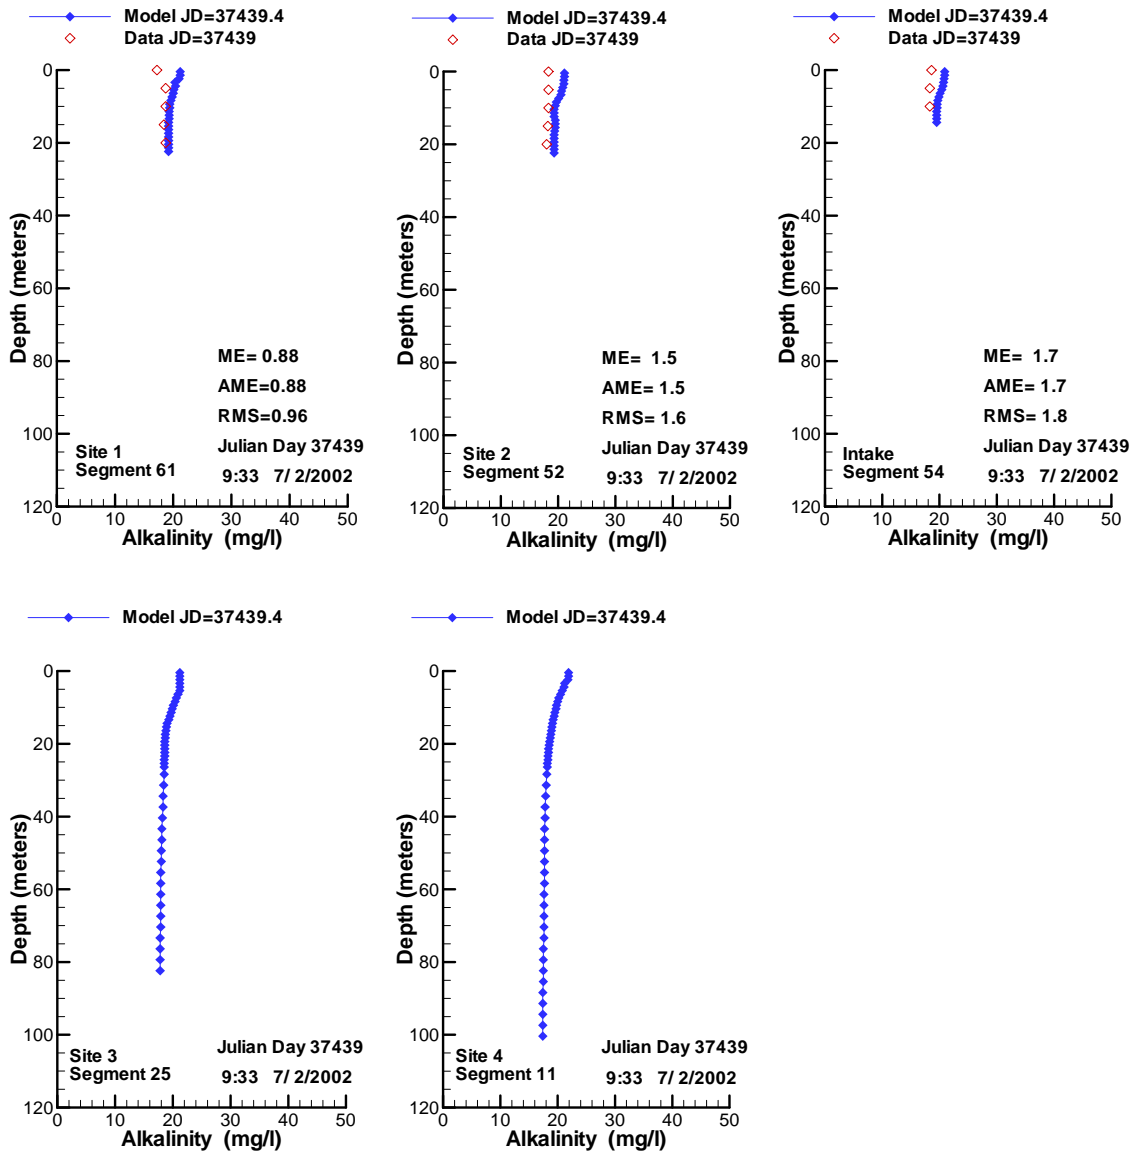 Model JD=37439.4
Data JD=37439
0
20
40
60
80
100
120
Depth (meters)
ME= 0.88
AME=0.88
RMS=0.96
Site 1
Segment 61
Julian Day 37439
9:33 7/ 2/2002
0 10 20 30 40 50
Alkalinity (mg/l)
Model JD=37439.4
Data JD=37439
0
20
40
60
80
100
120
Depth (meters)
ME= 1.5
AME= 1.5
RMS= 1.6
Site 2
Segment 52
Julian Day 37439
9:33 7/ 2/2002
0 10 20 30 40 50
Alkalinity (mg/l)
Model JD=37439.4
Data JD=37439
0
20
40
60
80
100
120
Depth (meters)
ME= 1.7
AME= 1.7
RMS= 1.8
Intake
Segment 54
Julian Day 37439
9:33 7/ 2/2002
0 10 20 30 40 50
Alkalinity (mg/l)
Model JD=37439.4
0
20
40
60
80
100
120
Depth (meters)
Site 3
Segment 25
Julian Day 37439
9:33 7/ 2/2002
0 10 20 30 40 50
Alkalinity (mg/l)
Model JD=37439.4
0
20
40
60
80
100
120
Depth (meters)
Site 4
Segment 11
Julian Day 37439
9:33 7/ 2/2002
0 10 20 30 40 50
Alkalinity (mg/l)